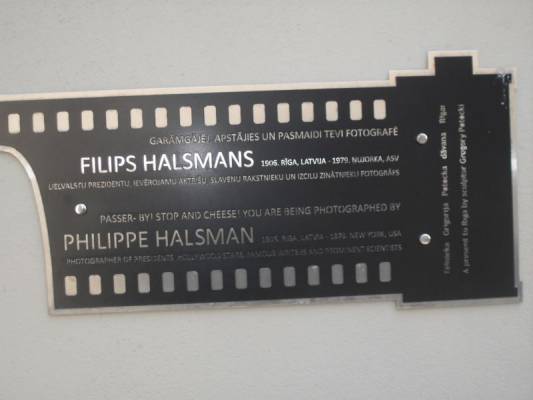 GARĀMGĀJĒJ APSTĀJIES UN PASMAIDI TEVI FOTOGRAFĒ
FILIPS HALSMANS 1906. RĪGA, LATVIJA - 1979. ŅUJORKA, ASV
LIELVALSTU PREZIDENTU, IEVĒROJAMU AKTRIŠU, SLAVENU RAKSTNIEKU UN IZCILU ZINĀTNIEKU FOTOGRĀFS
PASSER- BY! STOP AND CHEESE! YOU ARE BEING PHOTOGRAPHED BY
PHILIPPE HALSMAN 1906. RIGA, LATVIA - 1979. NEW YORK, USA
PHOTOGRAPHER OF PRESIDENTS, HOLLYWOOD STARS, FAMOUS WRITERS AND PROMINENT SCIENTISTS
Tēlnieka Grigorija Potocka dāvana Rīgai
A present to Riga by sculptor Gregory Potocki